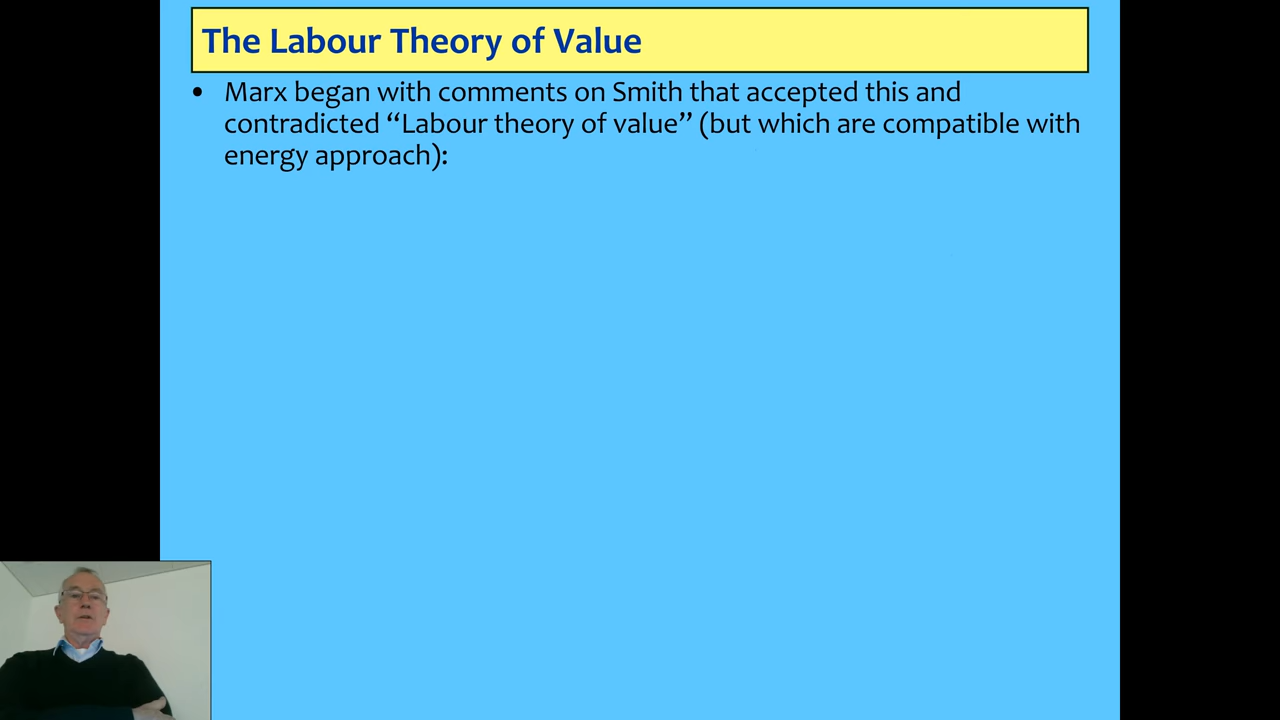 The Labour Theory of Value
• Marx began with comments on Smith that accepted this and
contradicted “Labour theory of value” (but which are compatible with
energy approach):